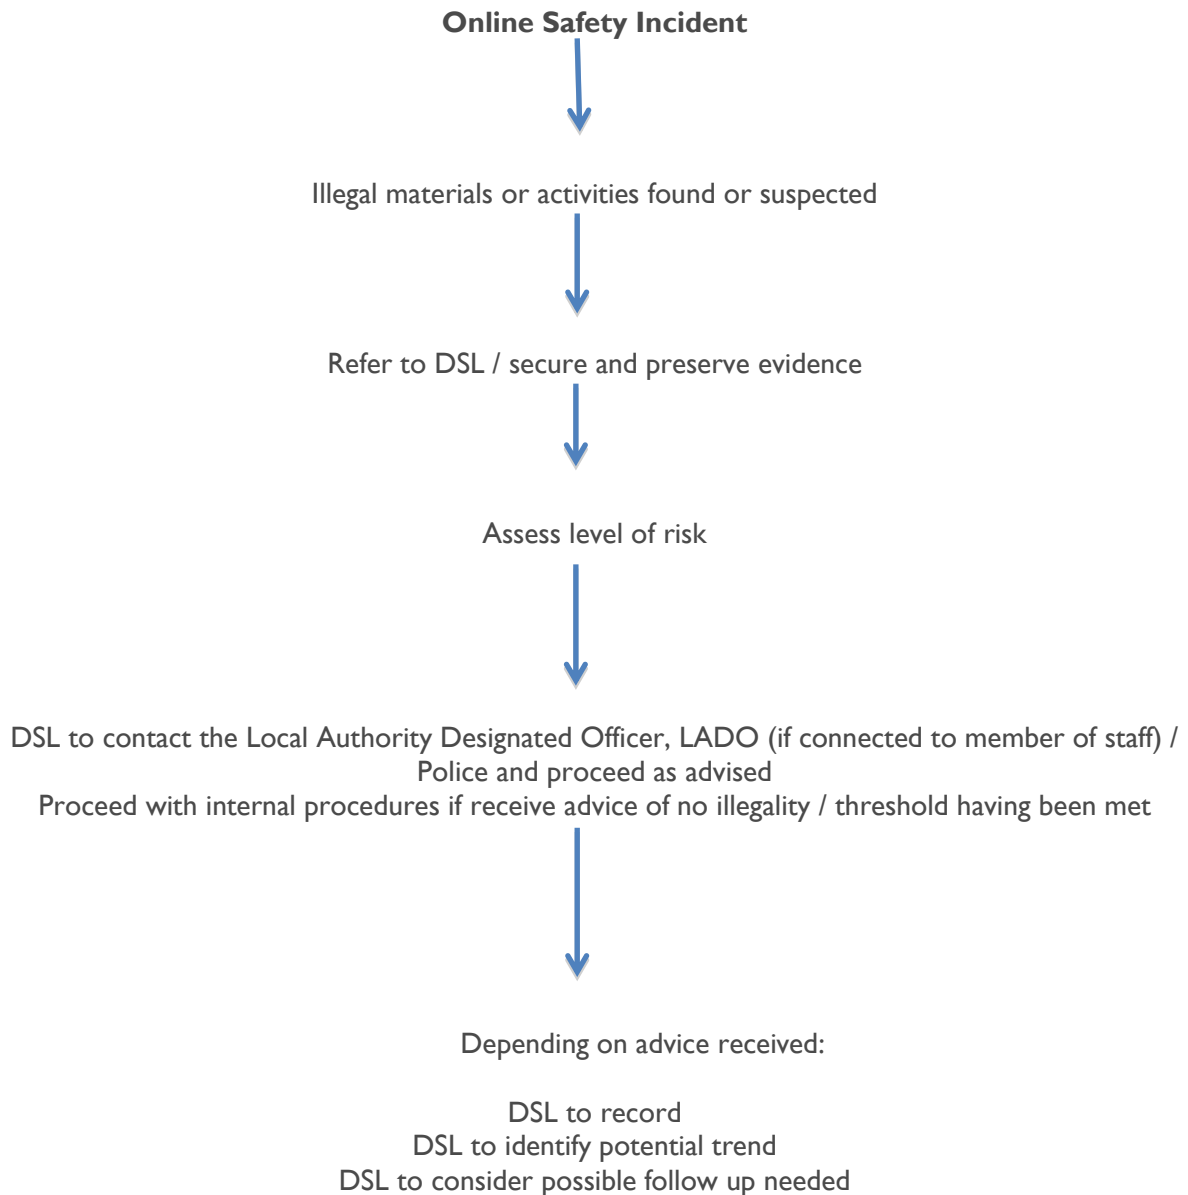 Online Safety Incident
Illegal materials or activities found or suspected
Refer to DSL / secure and preserve evidence
Assess level of risk
DSL to contact the Local Authority Designated Officer, LADO (if connected to member of staff) /
Police and proceed as advised
Proceed with internal procedures if receive advice of no illegality / threshold having been met
Depending on advice received:
DSL to record
DSL to identify potential trend
DSL to consider possible follow up needed